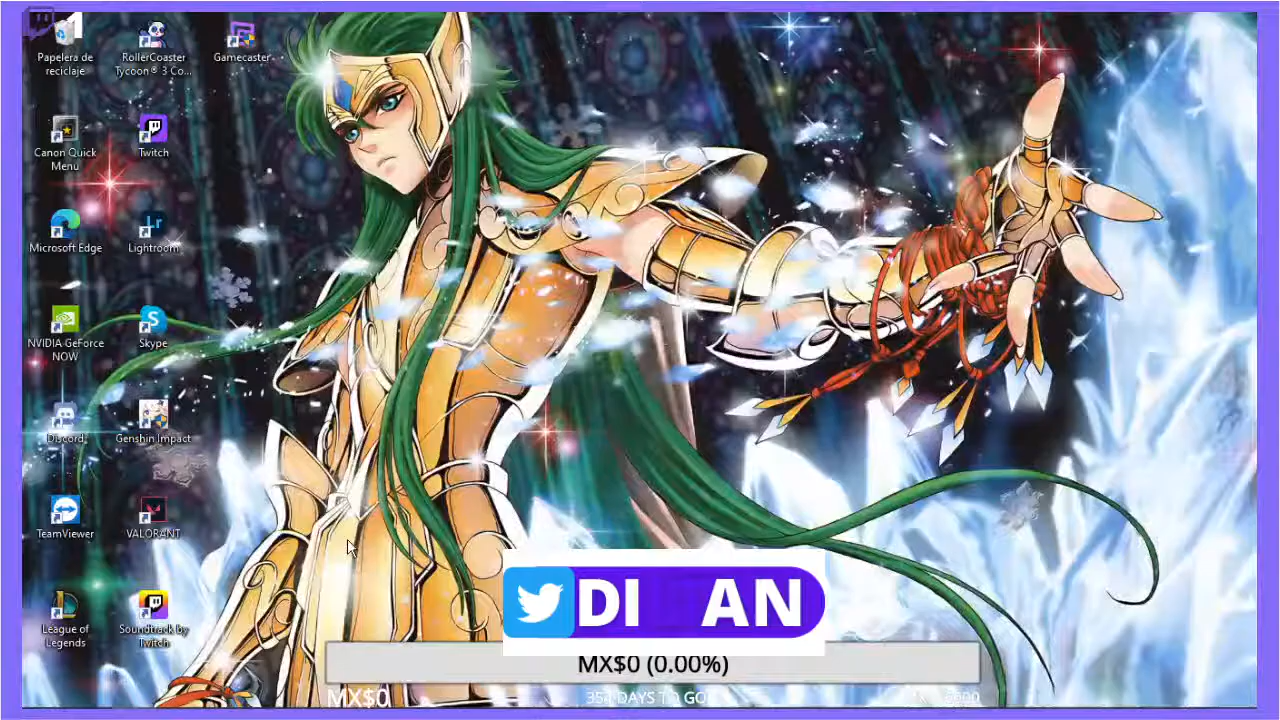 Papelera de
reciclaje
RollerCoaster
Tycoon® 3 Co...
Gamecaster
Canon Quick
Menu
Twitch
Microsoft Edge
Lr
Lightroom
NVIDIA GeForce
NOW
S
Skype
Discord
Genshin Impact
TeamViewer
VALORANT
League of
Legends
Soundtrack by
Twitch
DI AN
MX$0 (0.00%)
MX$0
DAYS TO GO